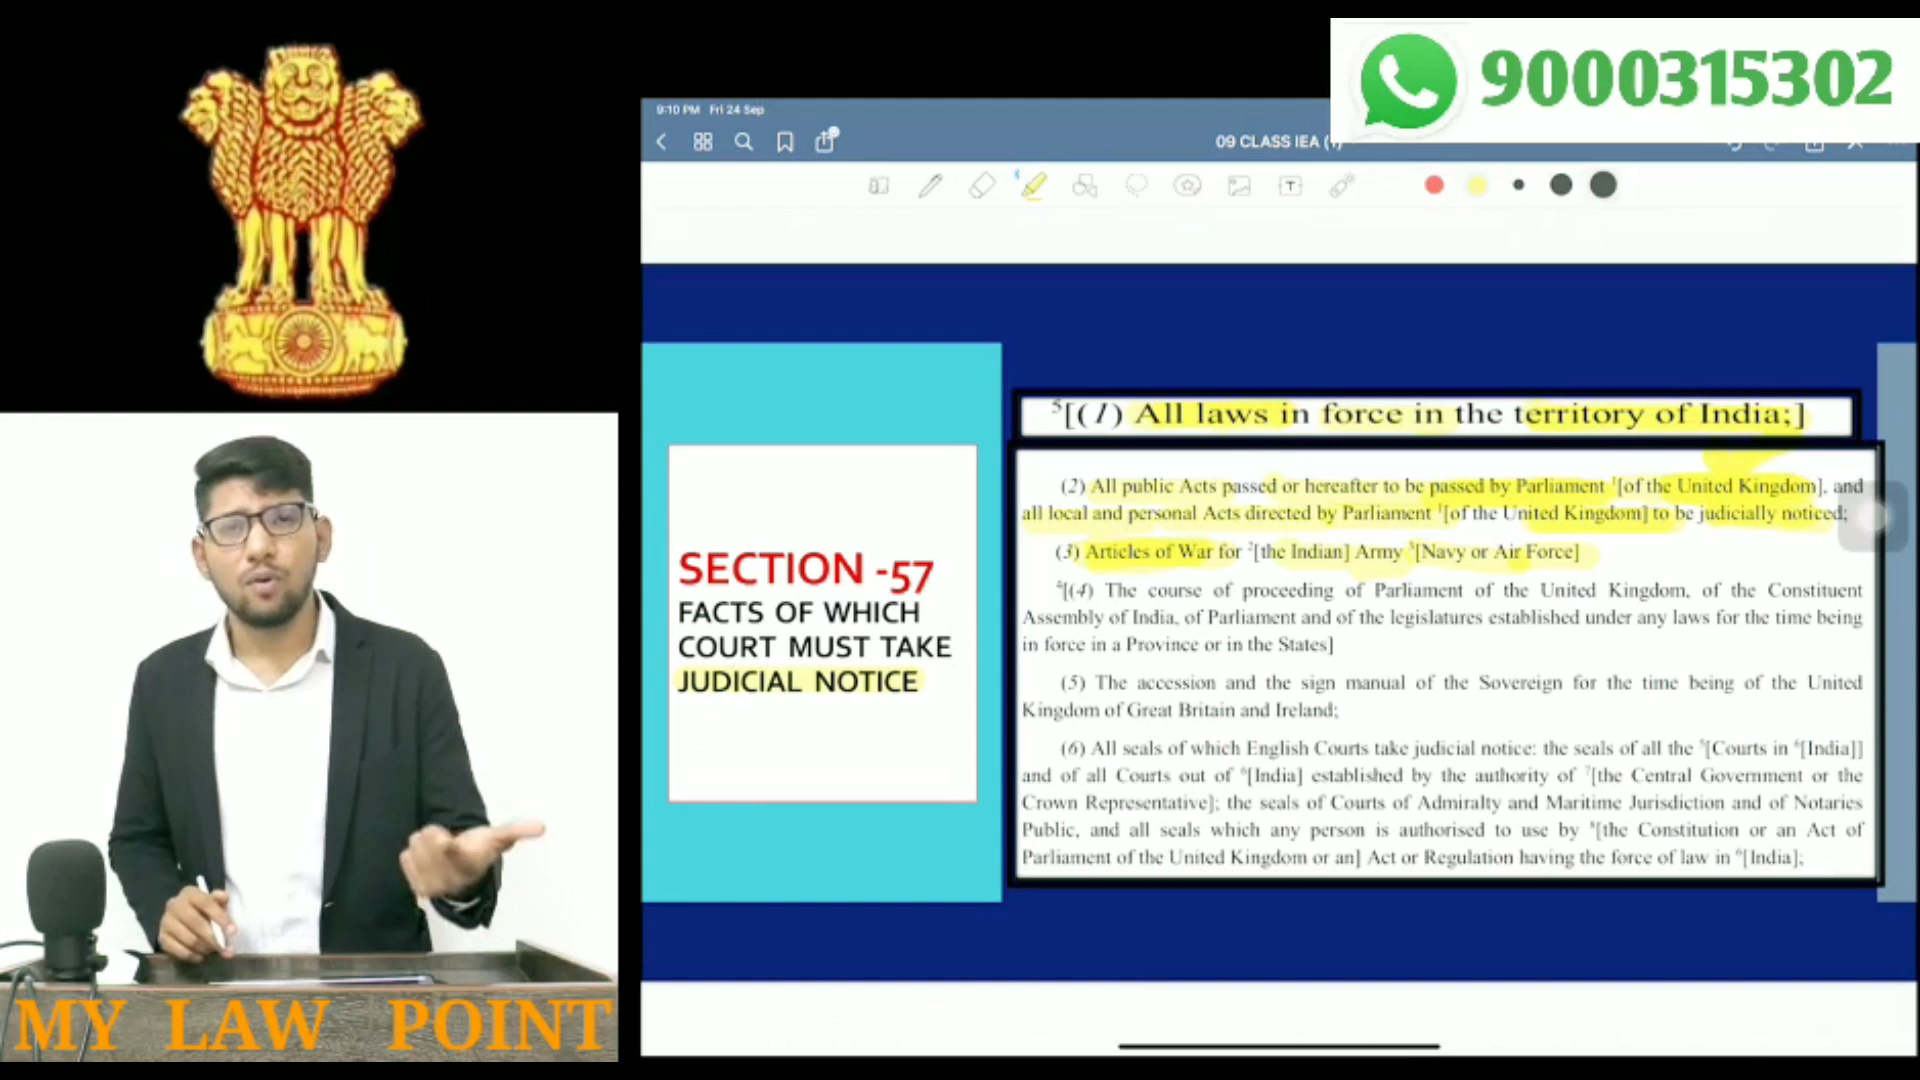 9000315302
9:10 PM Fri 24 Sep
09 CLASS IEA (1)
T
5[(1) All laws in force in the territory of India;]
SECTION -57
FACTS OF WHICH
COURT MUST TAKE
JUDICIAL NOTICE
(2) All public Acts passed or hereafter to be passed by Parliament 1[of the United Kingdom], and
all local and personal Acts directed by Parliament 1[of the United Kingdom] to be judicially noticed;
(3) Articles of War for 2[the Indian] Army 3[Navy or Air Force]
4[(4) The course of proceeding of Parliament of the United Kingdom, of the Constituent
Assembly of India, of Parliament and of the legislatures established under any laws for the time being
in force in a Province or in the States]
(5) The accession and the sign manual of the Sovereign for the time being of the United
Kingdom of Great Britain and Ireland;
(6) All seals of which English Courts take judicial notice: the seals of all the 5[Courts in 6[India]]
and of all Courts out of 6[India] established by the authority of 7[the Central Government or the
Crown Representative]; the seals of Courts of Admiralty and Maritime Jurisdiction and of Notaries
Public, and all seals which any person is authorised to use by 8[the Constitution or an Act of
Parliament of the United Kingdom or an] Act or Regulation having the force of law in 6[India];
MY LAW POINT